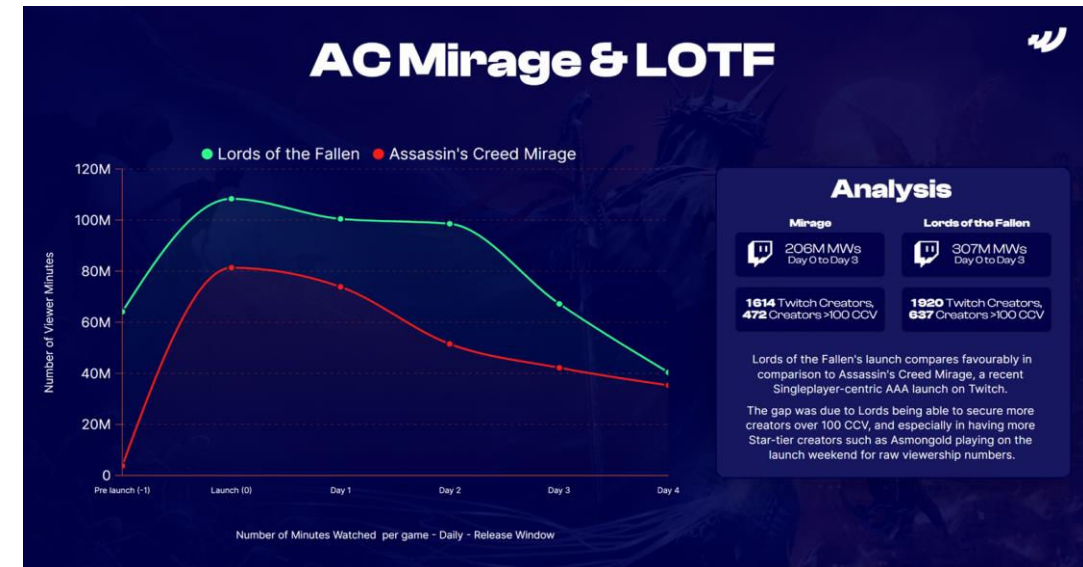 AC Mirage & LOTF
Lords of the Fallen
Assassin's Creed Mirage
120M
100M
80M
60M
40M
20M
0
Number of Viewer Minutes
Pre launch (-1)
Launch (0)
Day 1
Day 2
Day 3
Day 4
Number of Minutes Watched per game - Daily - Release Window
Analysis
Mirage
206M MWs
Day 0 to Day 3
1614 Twitch Creators,
472 Creators >100 CCV
Lords of the Fallen
307M MWs
Day 0 to Day 3
1920 Twitch Creators,
637 Creators >100 CCV
Lords of the Fallen's launch compares favourably in
comparison to Assassin's Creed Mirage, a recent
Singleplayer-centric AAA launch on Twitch.
The gap was due to Lords being able to secure more
creators over 100 CCV, and especially in having more
Star-tier creators such as Asmongold playing on the
launch weekend for raw viewership numbers.